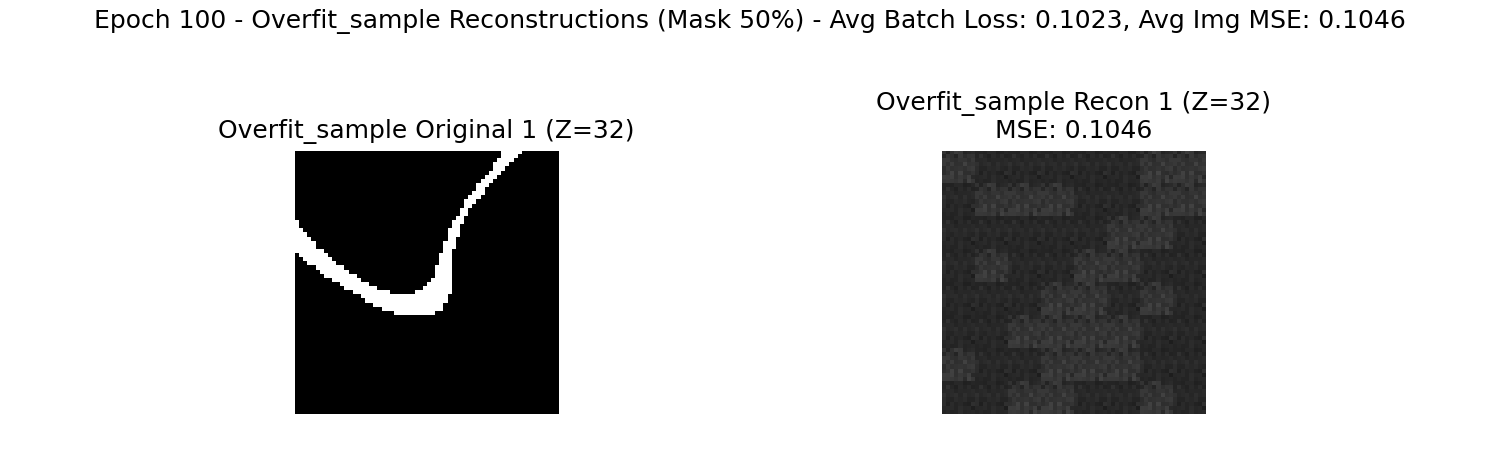 Epoch 100 - Overfit_sample Reconstructions (Mask 50%) - Avg Batch Loss: 0.1023, Avg Img MSE: 0.1046
Overfit_sample Original 1 (Z=32)
Overfit_sample Recon 1 (Z=32)
MSE: 0.1046